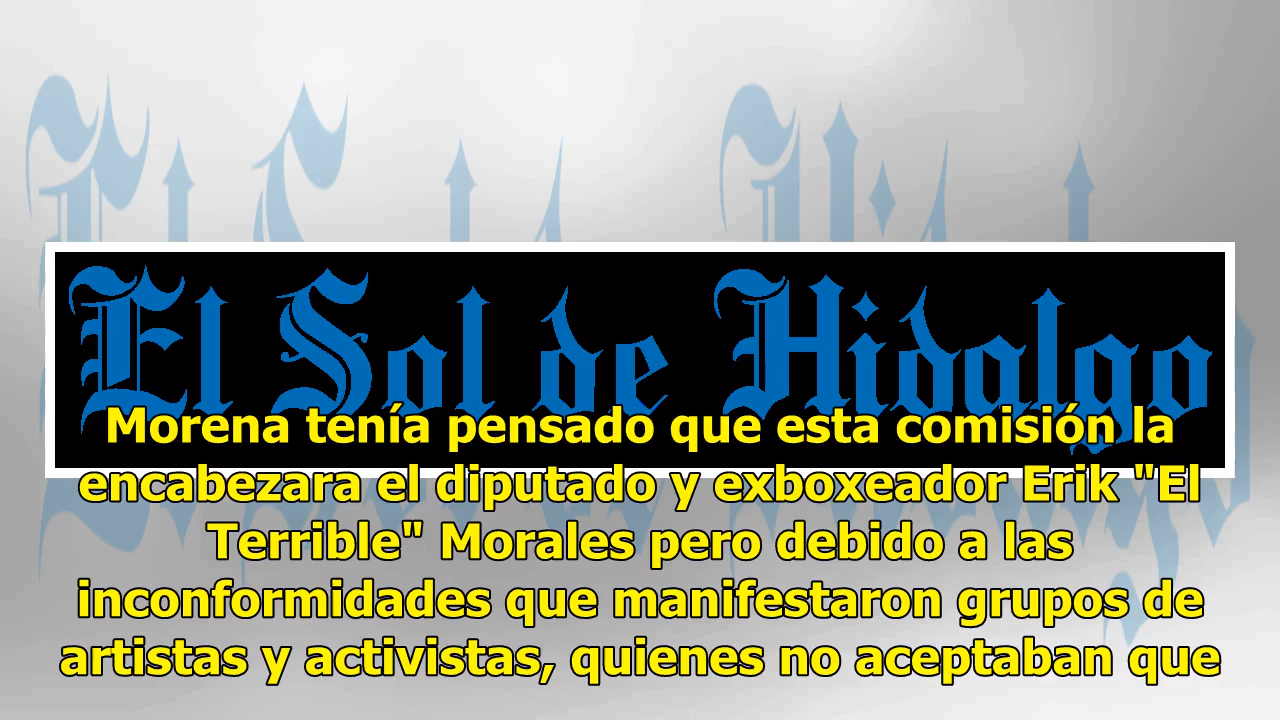 El Sol de Hidalgo
Morena tenía pensado que esta comisión la
encabezara el diputado y exboxeador Erik "El
Terrible" Morales pero debido a las
inconformidades que manifestaron grupos de
artistas y activistas, quienes no aceptaban que